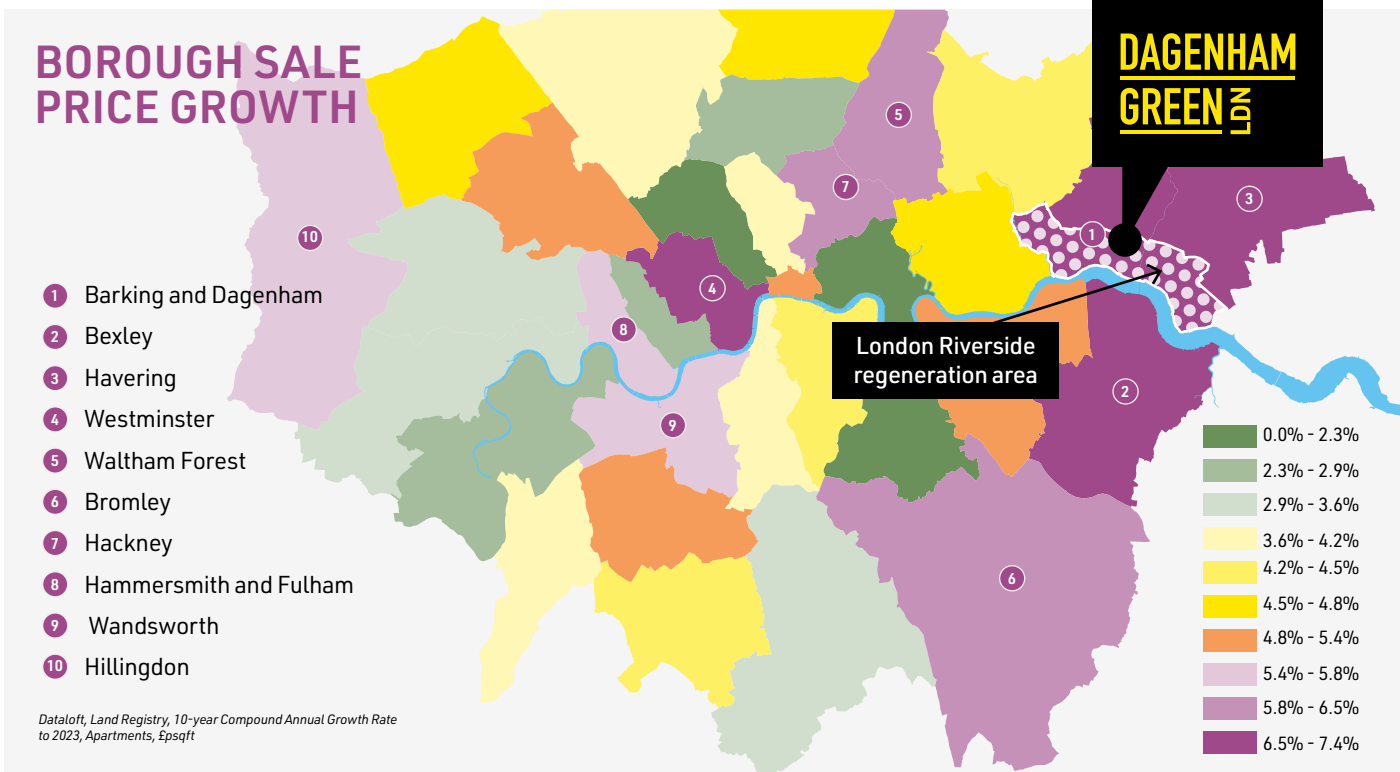 BOROUGH SALE
PRICE GROWTH
DAGENHAM
GREEN LDN
5
7
3
1
10
4
8
London Riverside
regeneration area
2
9
6
1 Barking and Dagenham
2 Bexley
3 Havering
4 Westminster
5 Waltham Forest
6 Bromley
7 Hackney
8 Hammersmith and Fulham
9 Wandsworth
10 Hillingdon
0.0% - 2.3%
2.3% - 2.9%
2.9% - 3.6%
3.6% - 4.2%
4.2% - 4.5%
4.5% - 4.8%
4.8% - 5.4%
5.4% - 5.8%
5.8% - 6.5%
6.5% - 7.4%
Dataloft, Land Registry, 10-year Compound Annual Growth Rate
to 2023, Apartments, £psqft